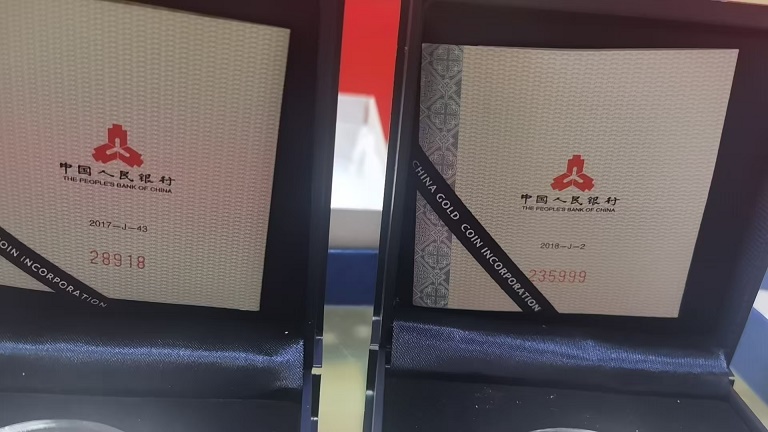 中国人民银行
THE PEOPLE'S BANK OF CHINA
2017-J-43
28918
COIN INCORPORATION
中国人民银行
THE PEOPLE'S BANK OF CHINA
2018-J-2
235999
CHINA GOLD COIN INCORPORATION